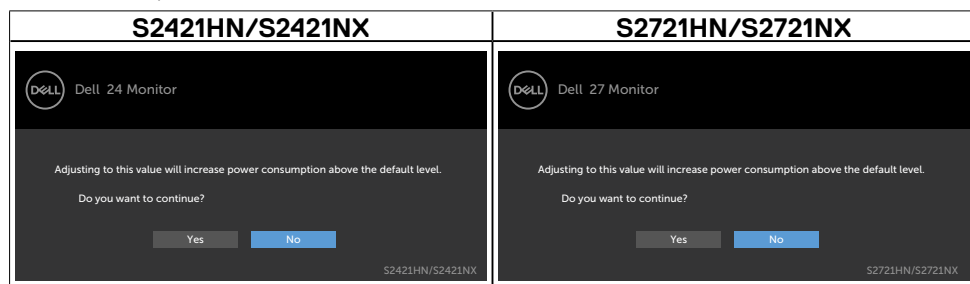 S2421HN/S2421NX
DELL Dell 24 Monitor
Adjusting to this value will increase power consumption above the default level.
Do you want to continue?
Yes No
S2421HN/S2421NX
S2721HN/S2721NX
DELL Dell 27 Monitor
Adjusting to this value will increase power consumption above the default level.
Do you want to continue?
Yes No
S2721HN/S2721NX